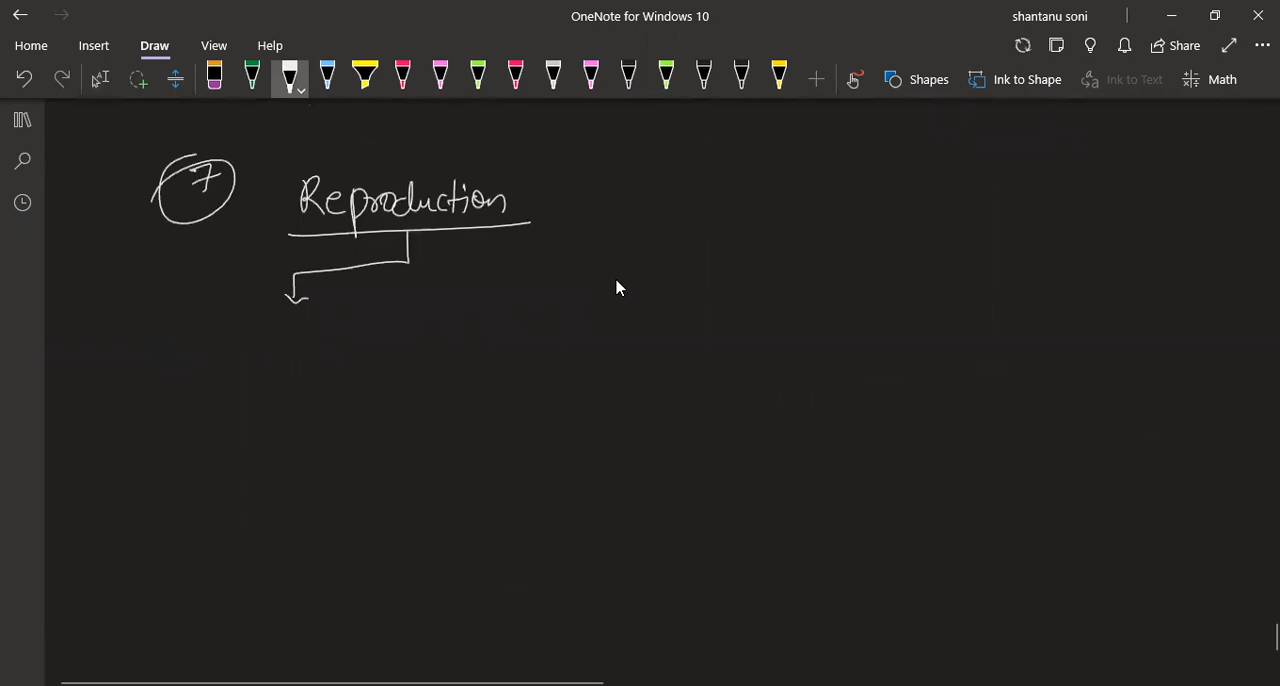 OneNote for Windows 10
shantanu soni
Home Insert Draw View Help
Share
Shapes
Ink to Shape
Ink to Text
Math
7 Reproduction